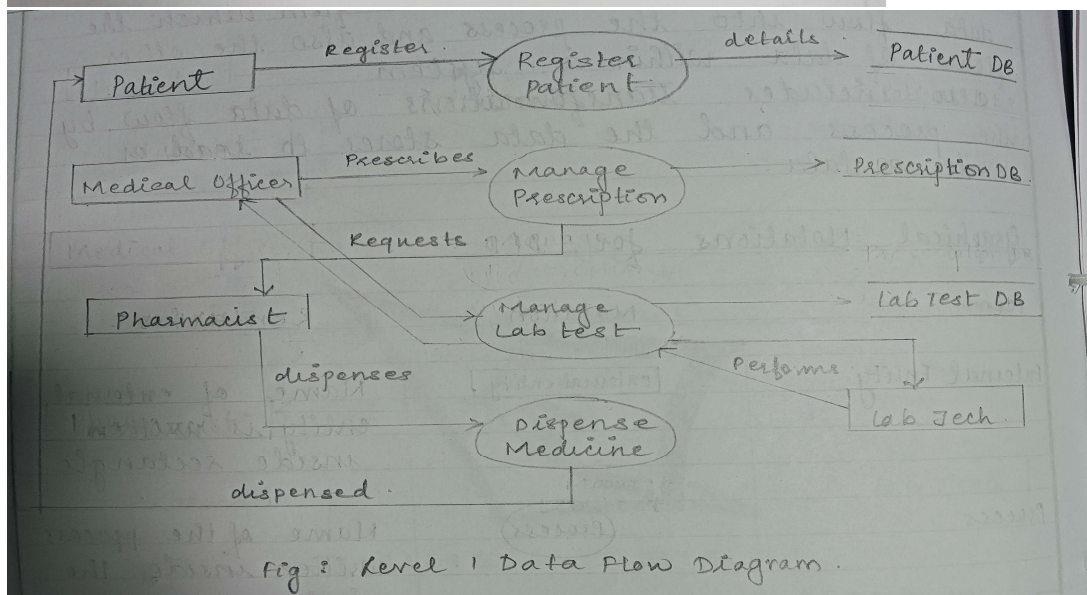 Register
details
Patient
Register
Patient
Patient DB
Prescribes
Medical Officer
Manage
Prescription
Prescription DB
Requests
Pharmacist
Manage
Lab test
Lab Test DB
Performs
dispenses
Lab Tech.
Dispense
Medicine
dispensed.
Fig : Level 1 Data Flow Diagram.